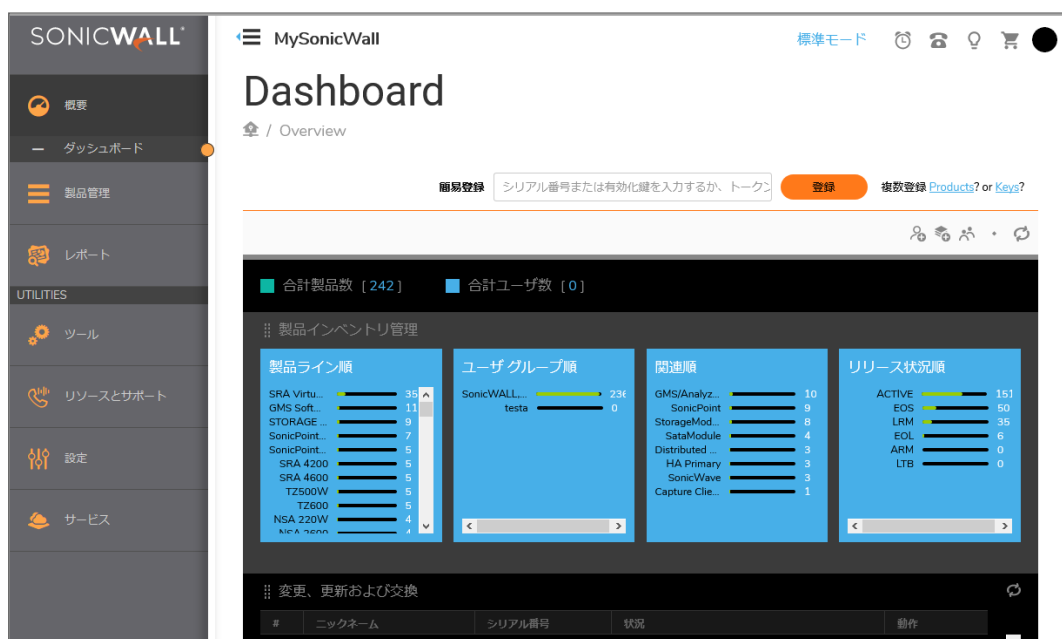 SONICWALL
MySonicWall
標準モード
Dashboard
/ Overview
概要
ダッシュボード
製品管理
レポート
UTILITIES
ツール
リソースとサポート
設定
サービス
簡易登録 シリアル番号または有効化鍵を入力するか、トークン 登録 複数登録 Products? or Keys?
合計製品数 [242] 合計ユーザ数 [0]
製品インベントリ管理
製品ライン順
SRA Virtu... 35
GMS Soft... 11
STORAGE ... 9
SonicPoint... 7
SonicPoint... 5
SRA 4200 5
SRA 4600 5
TZ500W 5
TZ600 5
NSA 220W 4
NSA 2600 4
ユーザ グループ順
SonicWALL,... 236
testa 0
関連順
GMS/Analyz... 10
SonicPoint 9
StorageMod... 8
SataModule 4
Distributed ... 3
HA Primary 3
SonicWave 3
Capture Clie... 1
リリース状況順
ACTIVE 151
EOS 50
LRM 35
EOL 6
ARM 0
LTB 0
変更、更新および交換
# ニックネーム シリアル番号 状況 動作